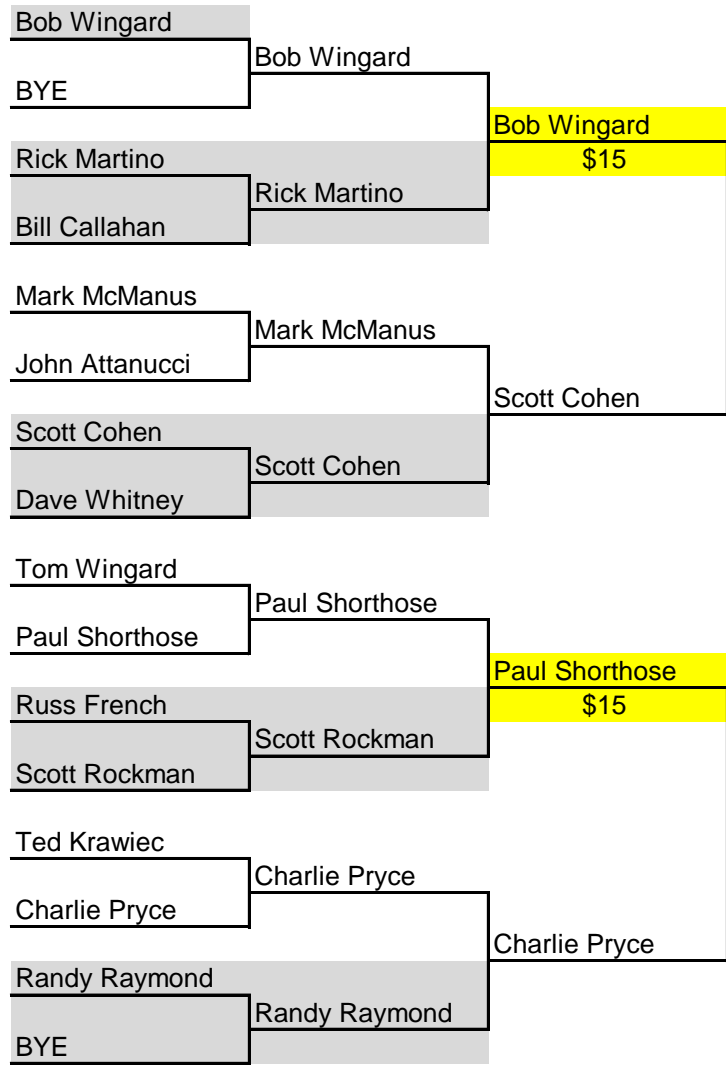 Bob Wingard
Bob Wingard
BYE
Bob Wingard
Rick Martino
$15
Rick Martino
Bill Callahan
Mark McManus
Mark McManus
John Attanucci
Scott Cohen
Scott Cohen
Scott Cohen
Dave Whitney
Tom Wingard
Paul Shorthose
Paul Shorthose
Paul Shorthose
Russ French
$15
Scott Rockman
Scott Rockman
Ted Krawiec
Charlie Pryce
Charlie Pryce
Charlie Pryce
Randy Raymond
Randy Raymond
BYE